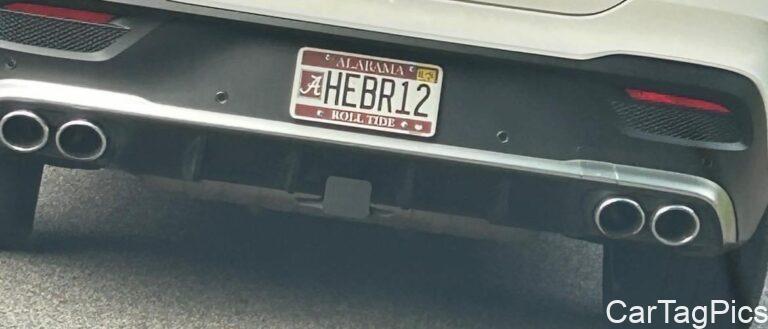 ALABAMA
A HEBR12
ROLL TIDE
CarTagPics